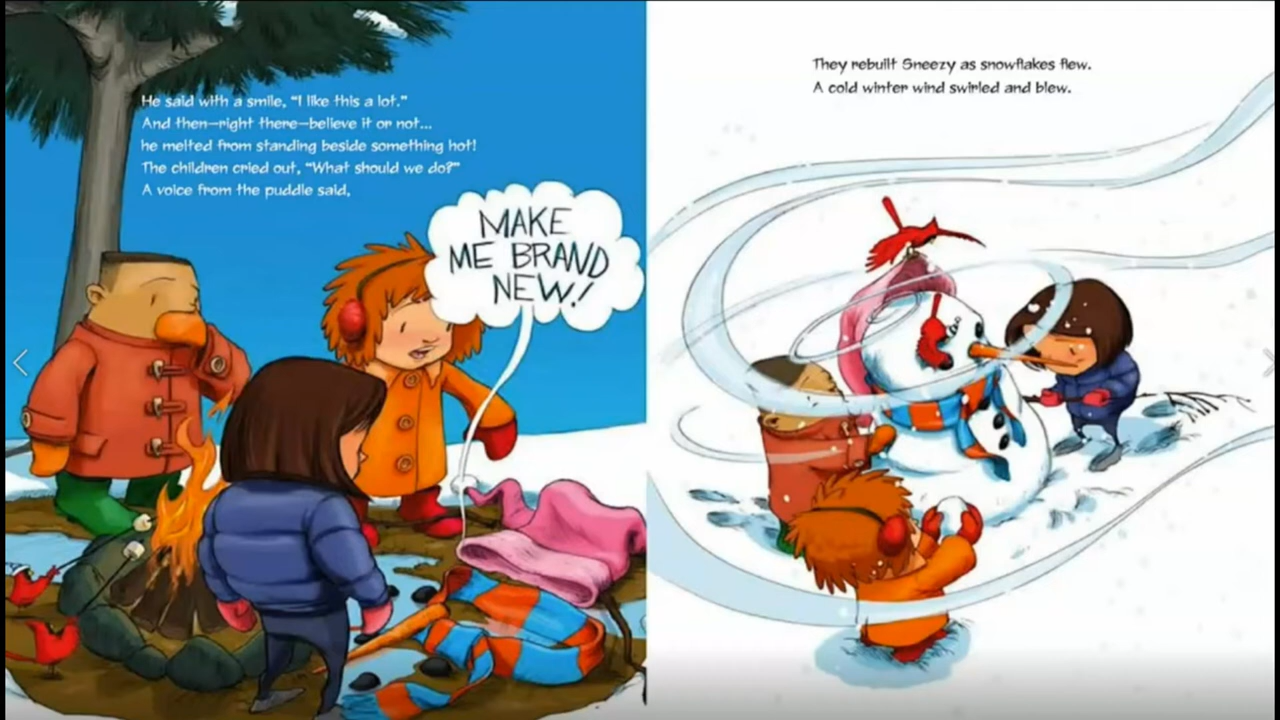 He said with a smile, “I like this a lot.”
And then—right there—believe it or not...
he melted from standing beside something hot!
The children cried out, “What should we do?”
A voice from the puddle said,
MAKE
ME BRAND
NEW!
They rebuilt Sneezy as snowflakes flew.
A cold winter wind swirled and blew.